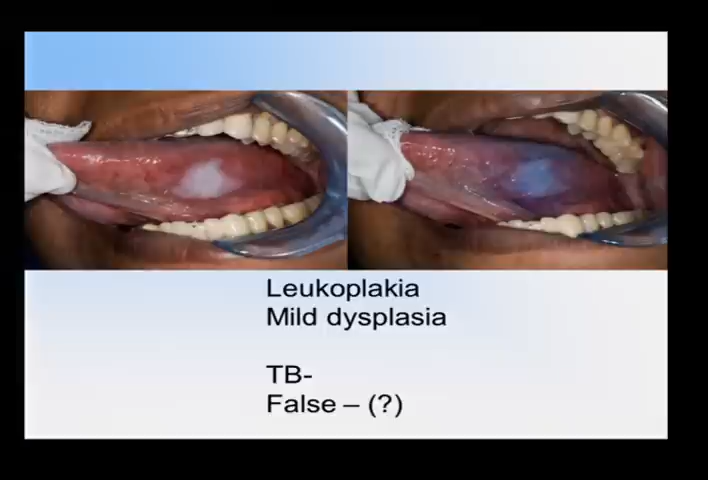 Leukoplakia
Mild dysplasia
TB-
False – (?)